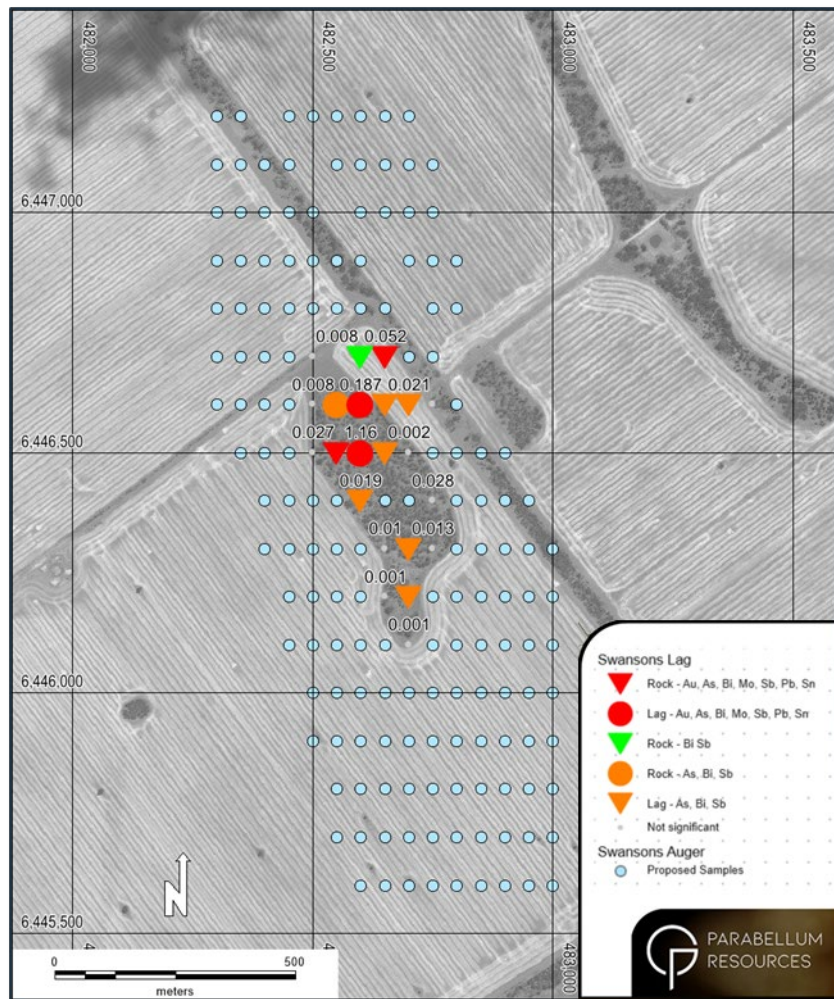 482,000
482,500
483,000
483,500
6,447,000
0.008 0.052
0.008 0.187 0.021
6,446,500
0.027 1.16 0.002
0.019 0.028
0.01 0.013
0.001
0.001
6,446,000
Swansons Lag
Rock - Au, As, Bi, Mo, Sb, Pb, Sn
Lag - Au, As, Bi, Mo, Sb, Pb, Sn
Rock - Bi Sb
Rock - As, Bi, Sb
Lag - As, Bi, Sb
Not significant
Swansons Auger
Proposed Samples
N
6,445,500
0 500
meters
483,000
PARABELLUM
RESOURCES